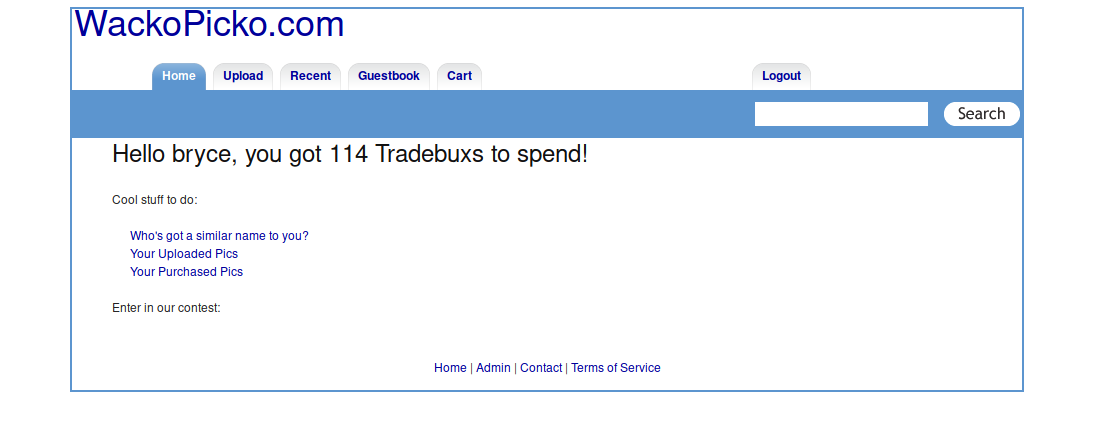 WackoPicko.com
Home Upload Recent Guestbook Cart Logout
Search
Hello bryce, you got 114 Tradebuxs to spend!
Cool stuff to do:
Who's got a similar name to you?
Your Uploaded Pics
Your Purchased Pics
Enter in our contest:
Home | Admin | Contact | Terms of Service